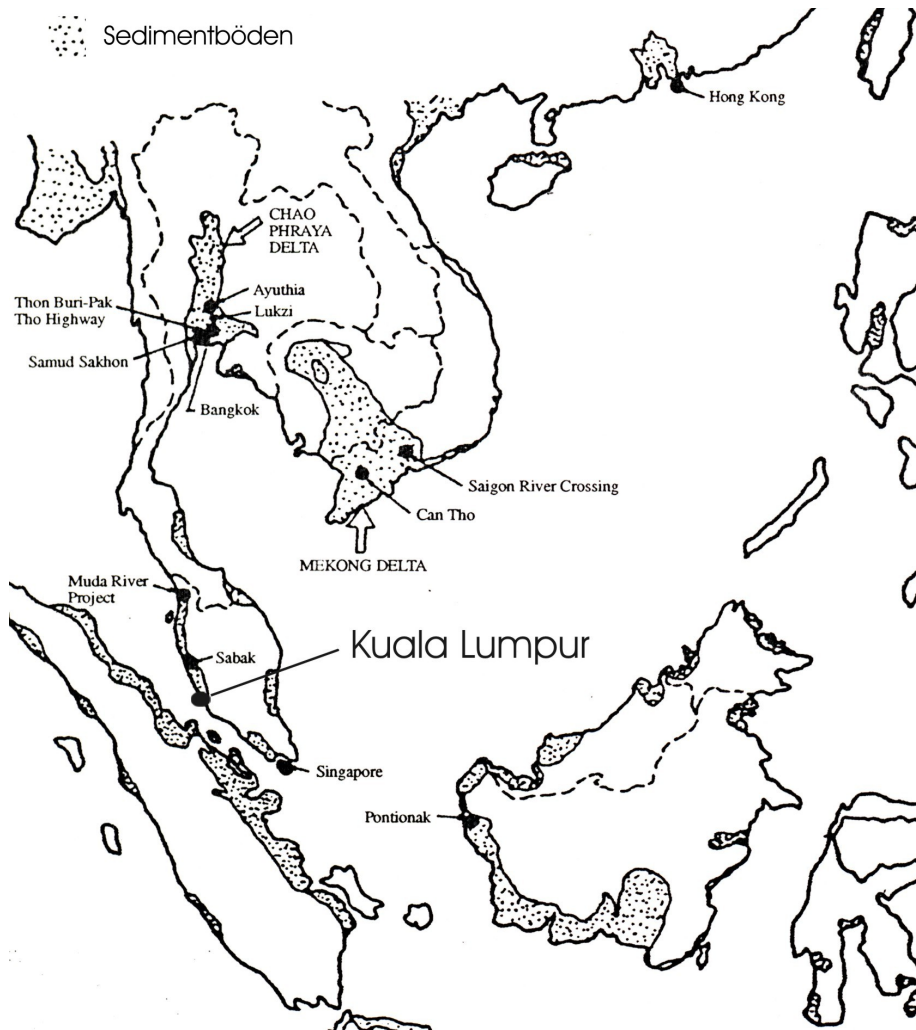 Sedimentböden
Hong Kong
CHAO
PHRAYA
DELTA
Ayuthia
Lukzi
Thon Buri-Pak
Tho Highway
Samud Sakhon
Bangkok
Saigon River Crossing
Can Tho
MEKONG DELTA
Muda River
Project
Kuala Lumpur
Sabak
Singapore
Pontionak